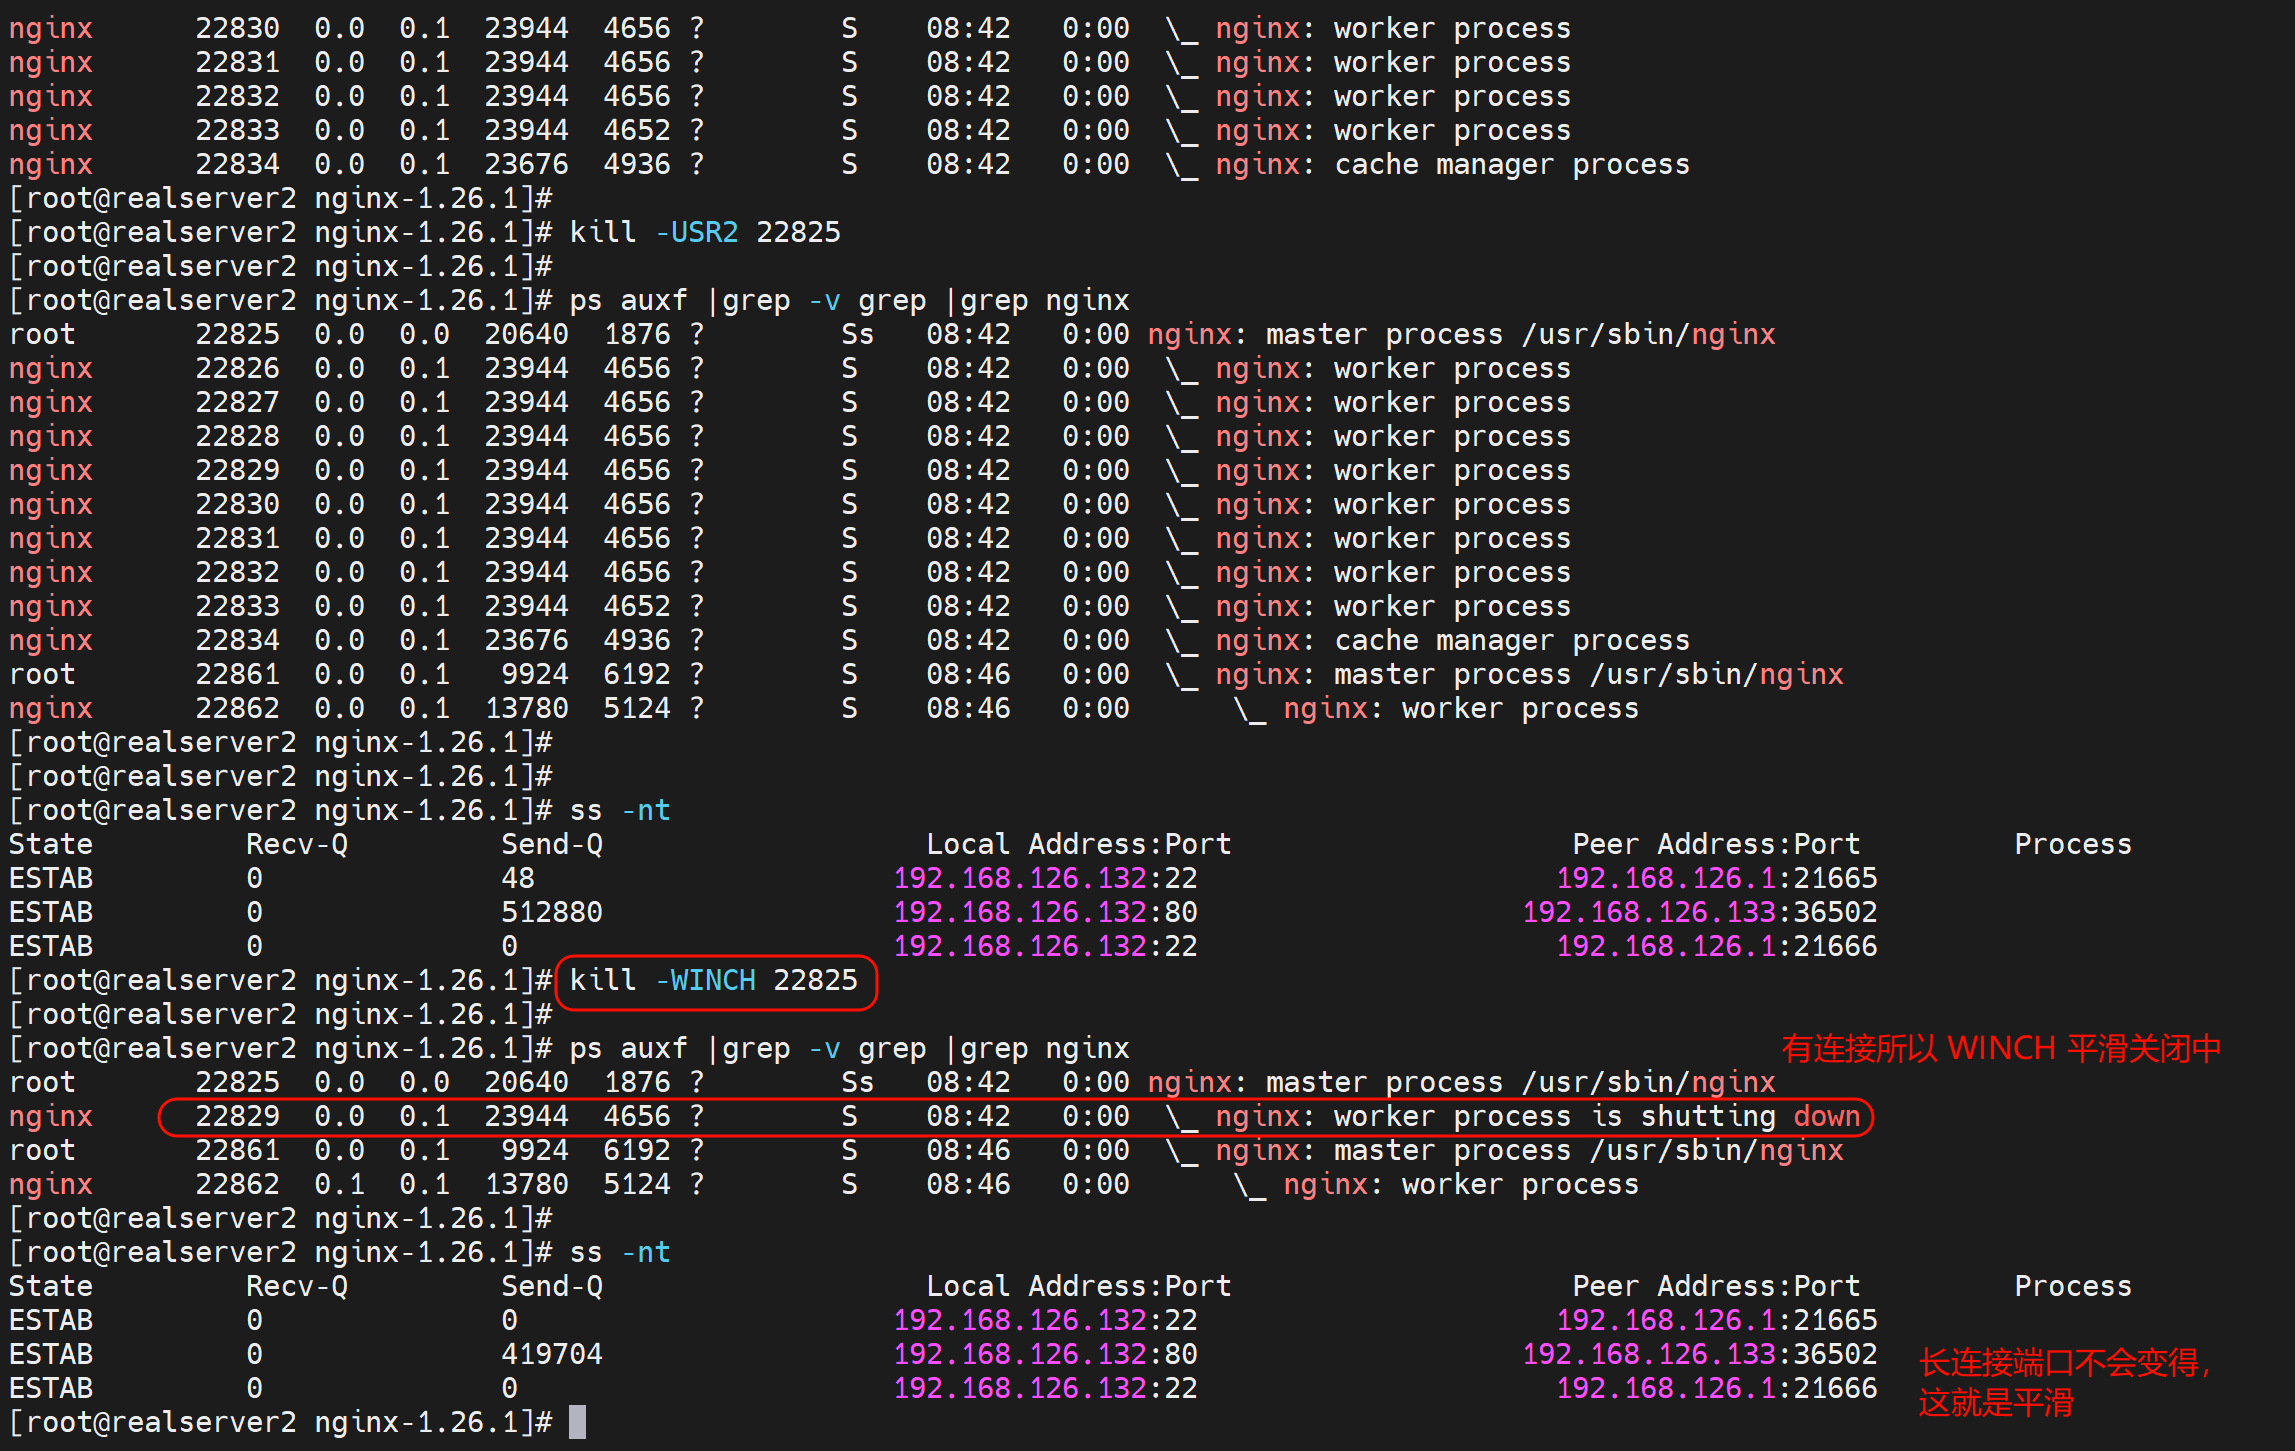 nginx 22830 0.0 0.1 23944 4656 ? S 08:42 0:00 \_ nginx: worker process
nginx 22831 0.0 0.1 23944 4656 ? S 08:42 0:00 \_ nginx: worker process
nginx 22832 0.0 0.1 23944 4656 ? S 08:42 0:00 \_ nginx: worker process
nginx 22833 0.0 0.1 23944 4652 ? S 08:42 0:00 \_ nginx: worker process
nginx 22834 0.0 0.1 23676 4936 ? S 08:42 0:00 \_ nginx: cache manager process
[root@realserver2 nginx-1.26.1]#
[root@realserver2 nginx-1.26.1]# kill -USR2 22825
[root@realserver2 nginx-1.26.1]#
[root@realserver2 nginx-1.26.1]# ps auxf |grep -v grep |grep nginx
root 22825 0.0 0.0 20640 1876 ? Ss 08:42 0:00 nginx: master process /usr/sbin/nginx
nginx 22826 0.0 0.1 23944 4656 ? S 08:42 0:00 \_ nginx: worker process
nginx 22827 0.0 0.1 23944 4656 ? S 08:42 0:00 \_ nginx: worker process
nginx 22828 0.0 0.1 23944 4656 ? S 08:42 0:00 \_ nginx: worker process
nginx 22829 0.0 0.1 23944 4656 ? S 08:42 0:00 \_ nginx: worker process
nginx 22830 0.0 0.1 23944 4656 ? S 08:42 0:00 \_ nginx: worker process
nginx 22831 0.0 0.1 23944 4656 ? S 08:42 0:00 \_ nginx: worker process
nginx 22832 0.0 0.1 23944 4656 ? S 08:42 0:00 \_ nginx: worker process
nginx 22833 0.0 0.1 23944 4652 ? S 08:42 0:00 \_ nginx: worker process
nginx 22834 0.0 0.1 23676 4936 ? S 08:42 0:00 \_ nginx: cache manager process
root 22861 0.0 0.1 9924 6192 ? S 08:46 0:00 \_ nginx: master process /usr/sbin/nginx
nginx 22862 0.0 0.1 13780 5124 ? S 08:46 0:00 \_ nginx: worker process
[root@realserver2 nginx-1.26.1]#
[root@realserver2 nginx-1.26.1]#
[root@realserver2 nginx-1.26.1]# ss -nt
State Recv-Q Send-Q Local Address:Port Peer Address:Port Process
ESTAB 0 48 192.168.126.132:22 192.168.126.1:21665
ESTAB 0 512880 192.168.126.132:80 192.168.126.133:36502
ESTAB 0 0 192.168.126.132:22 192.168.126.1:21666
[root@realserver2 nginx-1.26.1]# kill -WINCH 22825
[root@realserver2 nginx-1.26.1]#
[root@realserver2 nginx-1.26.1]# ps auxf |grep -v grep |grep nginx
有连接所以 WINCH 平滑关闭中
root 22825 0.0 0.0 20640 1876 ? Ss 08:42 0:00 nginx: master process /usr/sbin/nginx
nginx 22829 0.0 0.1 23944 4656 ? S 08:42 0:00 \_ nginx: worker process is shutting down
root 22861 0.0 0.1 9924 6192 ? S 08:46 0:00 \_ nginx: master process /usr/sbin/nginx
nginx 22862 0.1 0.1 13780 5124 ? S 08:46 0:00 \_ nginx: worker process
[root@realserver2 nginx-1.26.1]#
[root@realserver2 nginx-1.26.1]# ss -nt
State Recv-Q Send-Q Local Address:Port Peer Address:Port Process
ESTAB 0 0 192.168.126.132:22 192.168.126.1:21665
ESTAB 0 419704 192.168.126.132:80 192.168.126.133:36502
ESTAB 0 0 192.168.126.132:22 192.168.126.1:21666
长连接端口不会变得，
这就是平滑
[root@realserver2 nginx-1.26.1]#